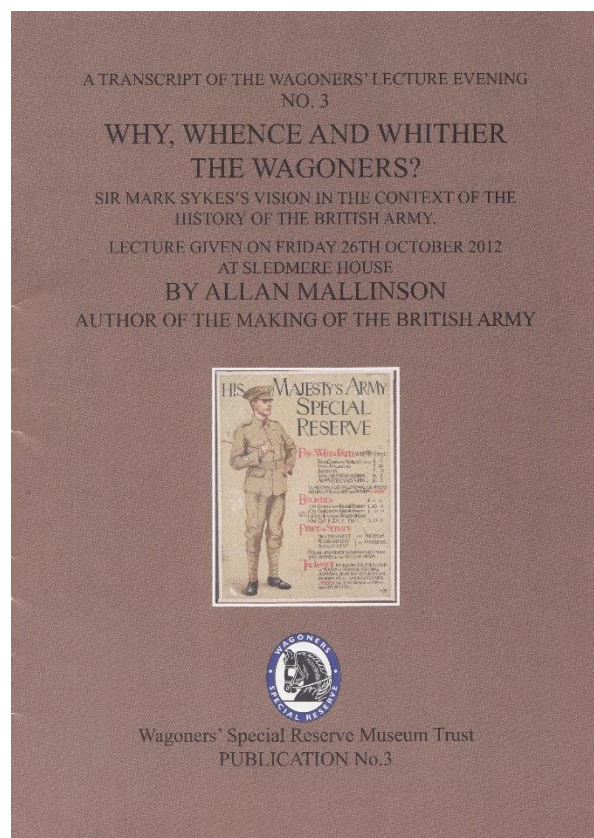 A TRANSCRIPT OF THE WAGONERS' LECTURE EVENING
NO. 3
WHY, WHENCE AND WHITHER
THE WAGONERS?
SIR MARK SYKES'S VISION IN THE CONTEXT OF THE
HISTORY OF THE BRITISH ARMY.
LECTURE GIVEN ON FRIDAY 26TH OCTOBER 2012
AT SLEDMERE HOUSE
BY ALLAN MALLINSON
AUTHOR OF THE MAKING OF THE BRITISH ARMY
HIS MAJESTY'S ARMY
SPECIAL
RESERVE
WAGONERS
SPECIAL RESERVE
Wagoners' Special Reserve Museum Trust
PUBLICATION No.3